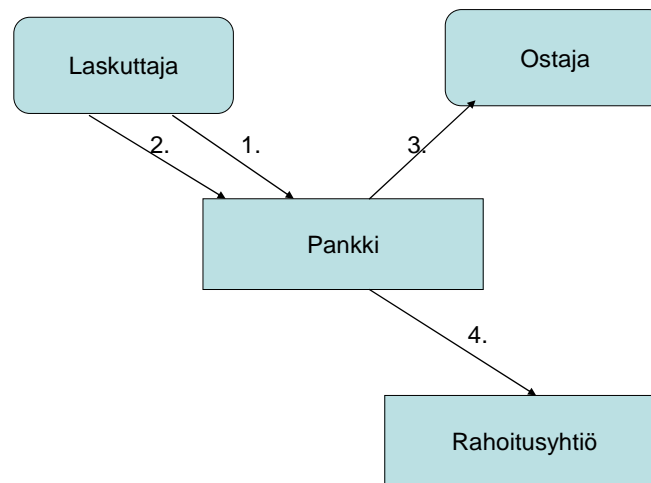 Laskuttaja
Ostaja
2.
1.
3.
Pankki
4.
Rahoitusyhtiö